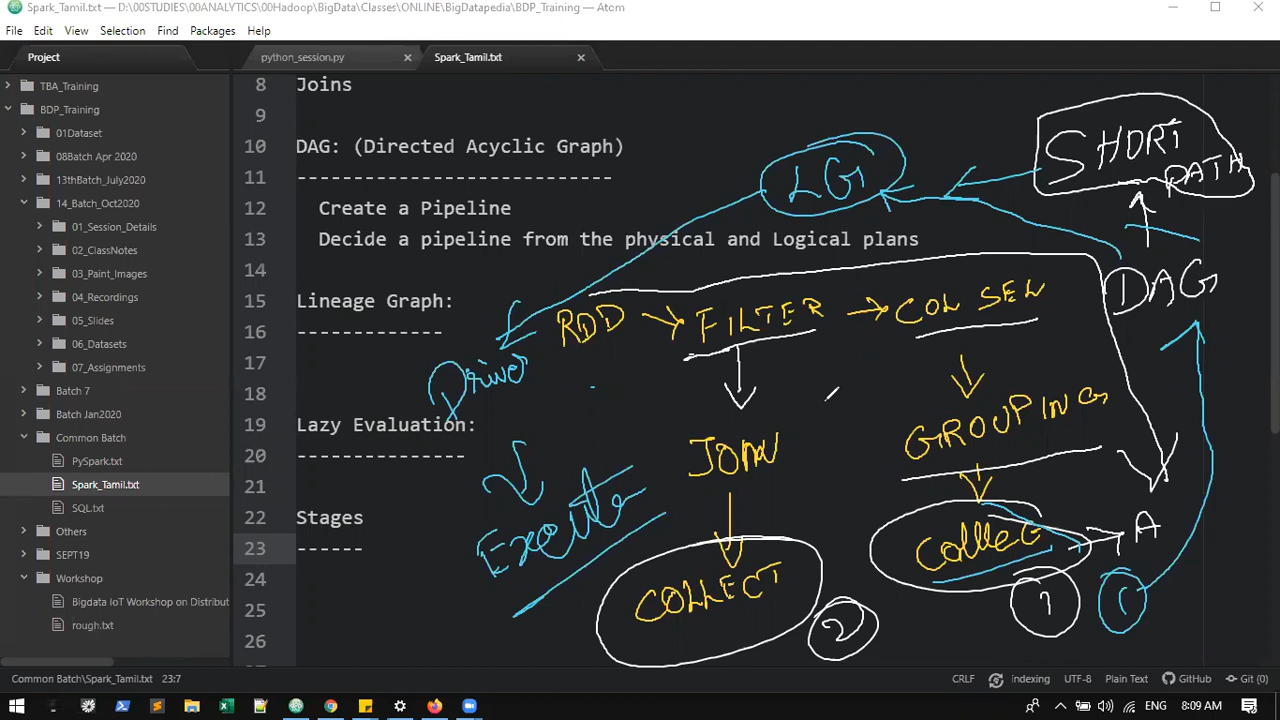 Spark_Tamil.txt — D:\00STUDIES\00ANALYTICS\00Hadoop\BigData\Classes\ONLINE\BigDatapedia\BDP_Training — Atom
File Edit View Selection Find Packages Help
Project
python_session.py
Spark_Tamil.txt
TBA_Training
BDP_Training
01Dataset
08Batch Apr 2020
13thBatch_July2020
14_Batch_Oct2020
01_Session_Details
02_ClassNotes
03_Paint_Images
04_Recordings
05_Slides
06_Datasets
07_Assignments
Batch 7
Batch Jan2020
Common Batch
PySpark.txt
Spark_Tamil.txt
SQL.txt
Others
SEPT19
Workshop
Bigdata IoT Workshop on Distribut
rough.txt
8 Joins
9
10 DAG: (Directed Acyclic Graph)
11 -----------------------------
12 Create a Pipeline
13 Decide a pipeline from the physical and Logical plans
14
15 Lineage Graph:
16 -------------
17
18
19 Lazy Evaluation:
20 ---------------
21
22 Stages
23 ------
24
25
26
27
SHORT
PATH
LG
DAG
RDD → FILTER → COL SEL
Driver
GROUPING
JOIN
Execute
Collect
A
COLLECT
1
1
2
Common Batch\Spark_Tamil.txt 23:7
CRLF Indexing UTF-8 Plain Text GitHub Git (0)
8:09 AM